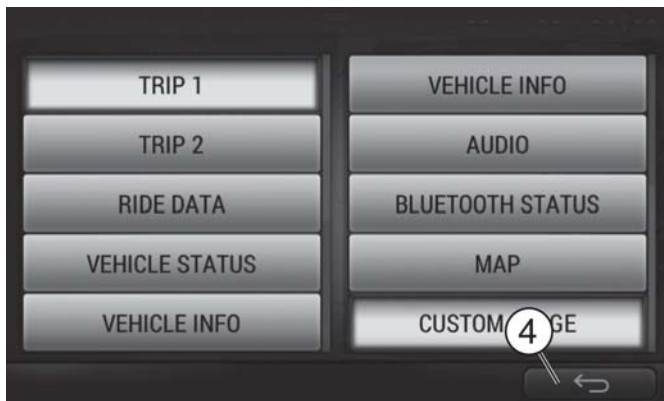 TRIP 1
TRIP 2
RIDE DATA
VEHICLE STATUS
VEHICLE INFO
VEHICLE INFO
AUDIO
BLUETOOTH STATUS
MAP
CUSTOM
4